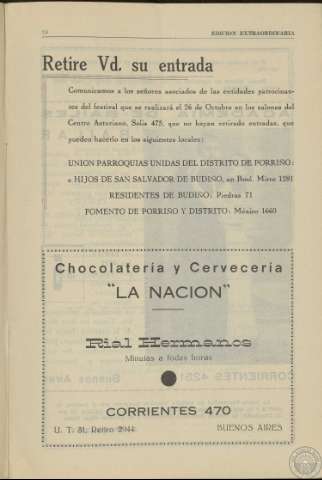 EDICION EXTRAORDINARIA
Retire Vd. su entrada
Comunicamos a los señores asociados de las entidades patrocinan-
tes del festival que se realizará el 26 de Octubre en los salones del
Centro Asturiano, Solís 475, que no hayan retirado entradas, que
pueden hacerlo en los siguientes locales:
UNION PARROQUIAS UNIDAS DEL DISTRITO DE PORRIÑO:
e HIJOS DE SAN SALVADOR DE BUDIÑO, en Boul. Mitre 1281
RESIDENTES DE BUDIÑO: Piedras 71
FOMENTO DE PORRIÑO Y DISTRITO: México 1660
Chocolatería y Cervecería
"LA NACION"
Rial Hermanos
Minutas a todas horas
CORRIENTES 470
U. T. 31, Retiro 2944
BUENOS AIRES